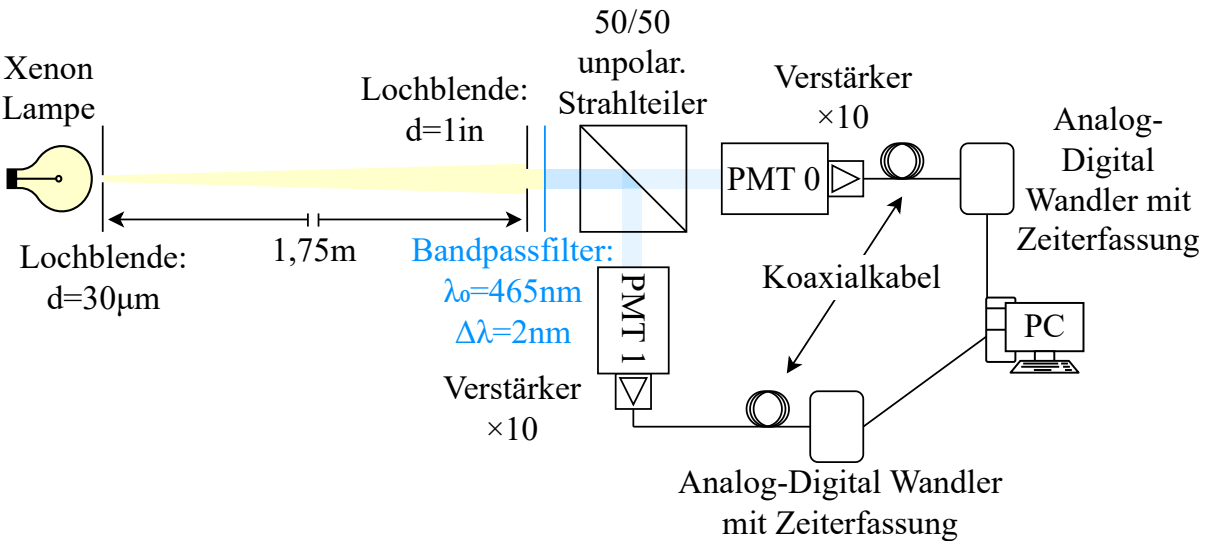 Xenon
Lampe
Lochblende:
d=30μm
1,75m
Lochblende:
d=1in
Bandpassfilter:
λ₀=465nm
Δλ=2nm
50/50
unpolar.
Strahlteiler
PMT 0
Verstärker
×10
Analog-
Digital
Wandler mit
Zeiterfassung
Koaxialkabel
PC
PMT 1
Verstärker
×10
Analog-Digital Wandler
mit Zeiterfassung